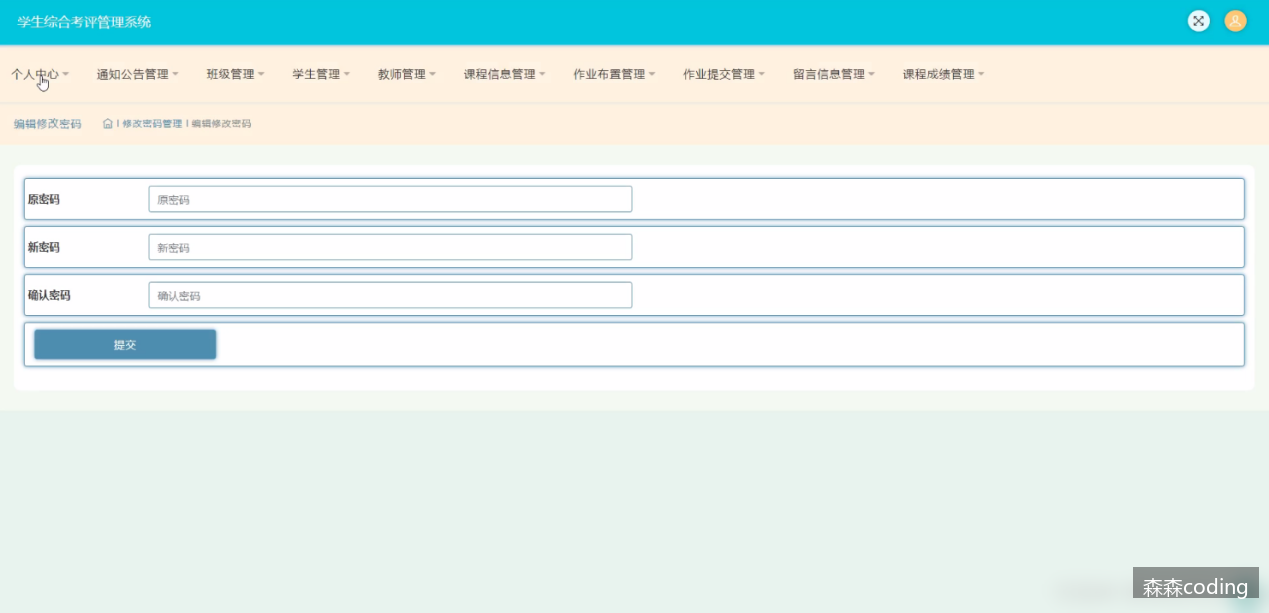 学生综合考评管理系统
个人中心 通知公告管理 班级管理 学生管理 教师管理 课程信息管理 作业布置管理 作业提交管理 留言信息管理 课程成绩管理
编辑修改密码 | 修改密码管理 | 编辑修改密码
原密码 原密码
新密码 新密码
确认密码 确认密码
提交
森森coding